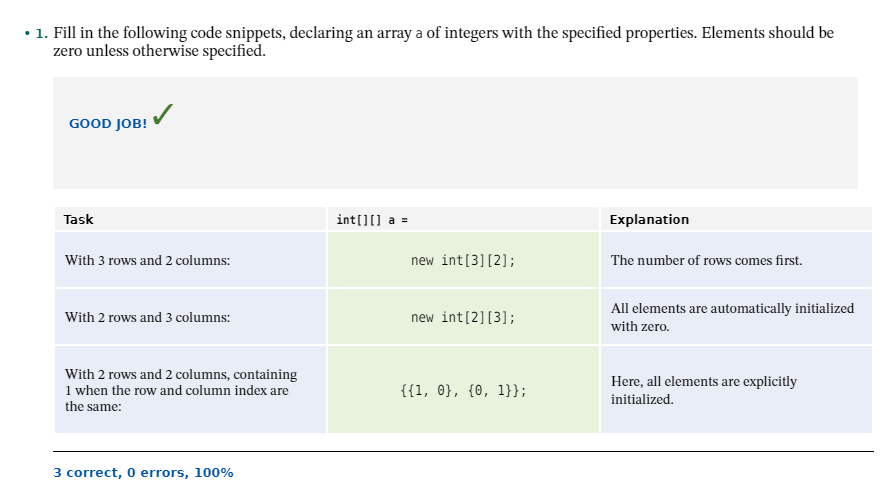 • 1. Fill in the following code snippets, declaring an array a of integers with the specified properties. Elements should be
zero unless otherwise specified.
GOOD JOB! ✓
Task
int[][] a =
Explanation
With 3 rows and 2 columns:
new int[3][2];
The number of rows comes first.
With 2 rows and 3 columns:
new int[2][3];
All elements are automatically initialized
with zero.
With 2 rows and 2 columns, containing
1 when the row and column index are
the same:
{{1, 0}, {0, 1}};
Here, all elements are explicitly
initialized.
3 correct, 0 errors, 100%